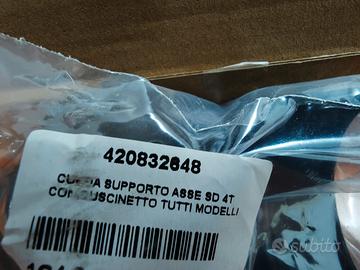 420832648
SUPPORTO ASSE SD 4T
CUSCINETTO TUTTI MODELLI
subito